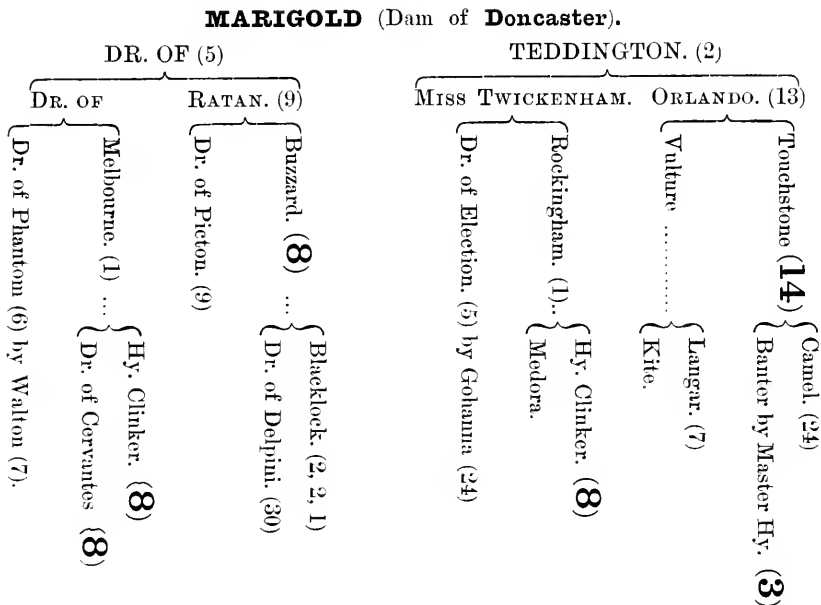 MARIGOLD (Dam of Doncaster).
DR. OF (5)
TEDDINGTON. (2)
DR. OF
RATAN. (9)
MISS TWICKENHAM.
ORLANDO. (13)
Dr. of Phantom (6) by Walton (7).
Melbourne. (1) ...
Hy. Clinker. (8)
Dr. of Cervantes (8)
Dr. of Picton. (9)
Buzzard. (8) ...
Blacklock. (2, 2, 1)
Dr. of Delpini. (30)
Dr. of Election. (5) by Gohanna (24)
Rockingham. (1)..
Hy. Clinker. (8)
Medora.
Vulture ..........
Langar. (7)
Kite.
Touchstone (14)
Camel. (24)
Banter by Master Hy. (3)